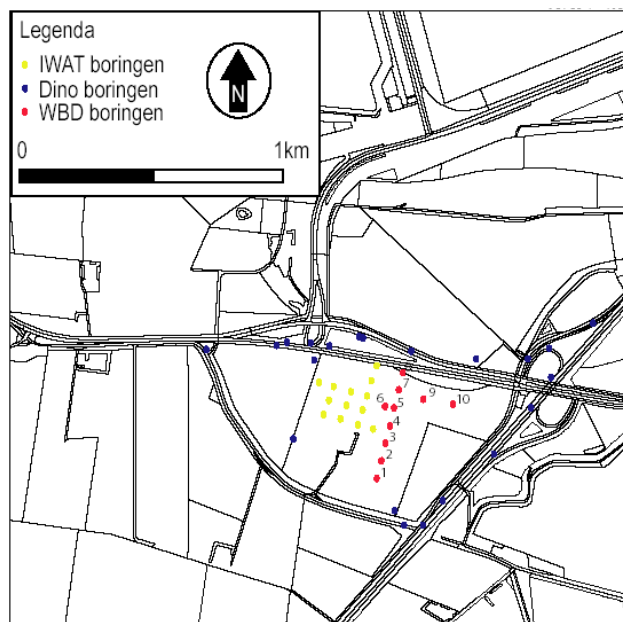 Legenda
IWAT boringen
Dino boringen
WBD boringen
N
0 1km
7
6 5 9 10
4
3
2
1